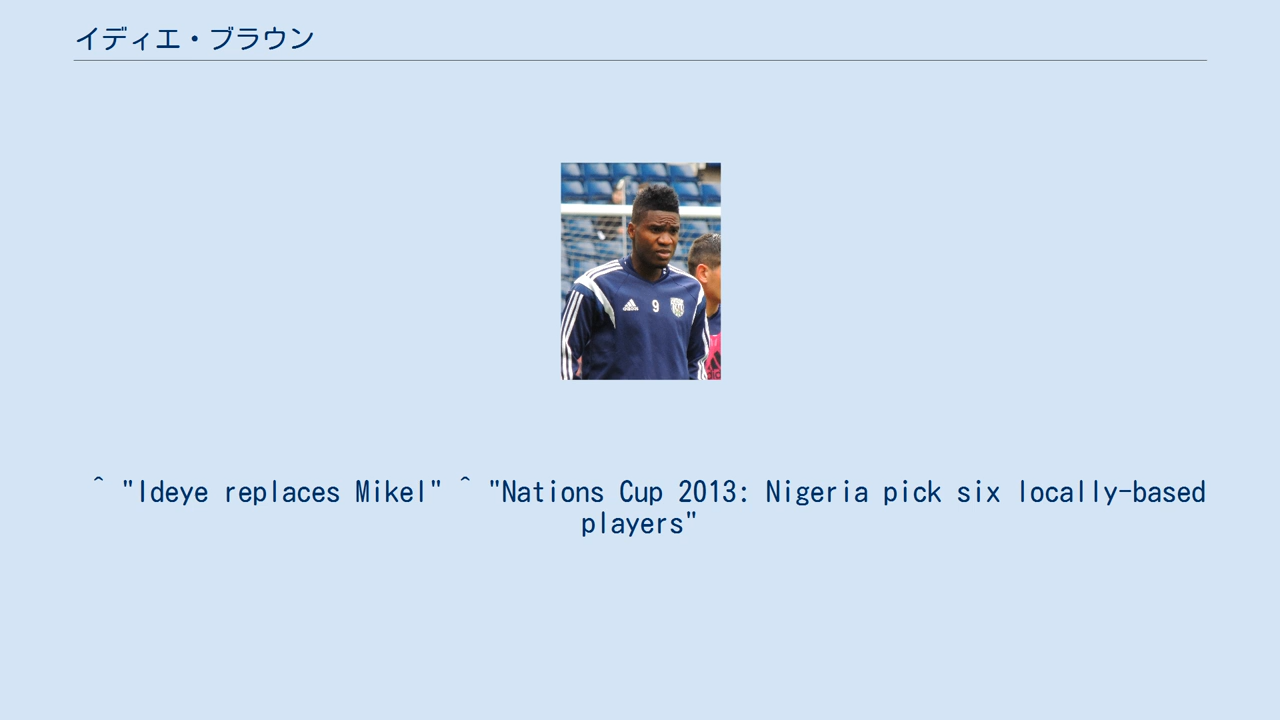 イディエ・ブラウン
9
^ "Ideye replaces Mikel" ^ "Nations Cup 2013: Nigeria pick six locally-based
players"